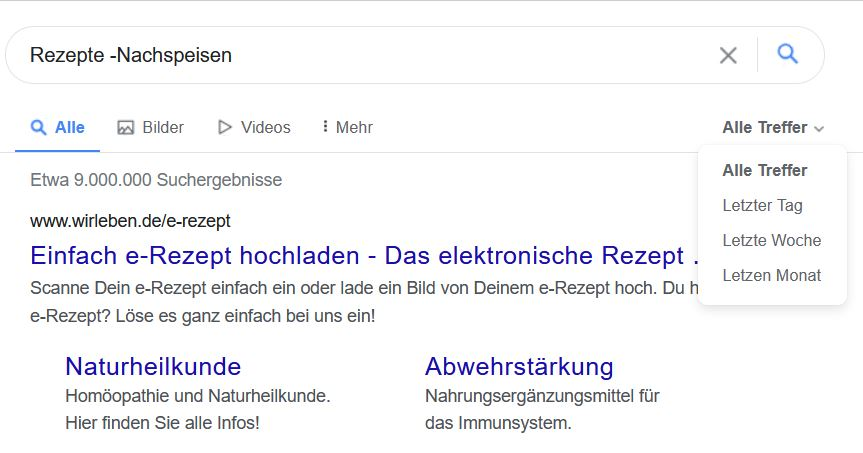 Rezepte -Nachspeisen
Alle
Bilder
Videos
Mehr
Alle Treffer
Alle Treffer
Letzter Tag
Letzte Woche
Letzen Monat
Etwa 9.000.000 Suchergebnisse
www.wirleben.de/e-rezept
Einfach e-Rezept hochladen - Das elektronische Rezept .
Scanne Dein e-Rezept einfach ein oder lade ein Bild von Deinem e-Rezept hoch. Du h
e-Rezept? Löse es ganz einfach bei uns ein!
Naturheilkunde
Homöopathie und Naturheilkunde.
Hier finden Sie alle Infos!
Abwehrstärkung
Nahrungsergänzungsmittel für
das Immunsystem.